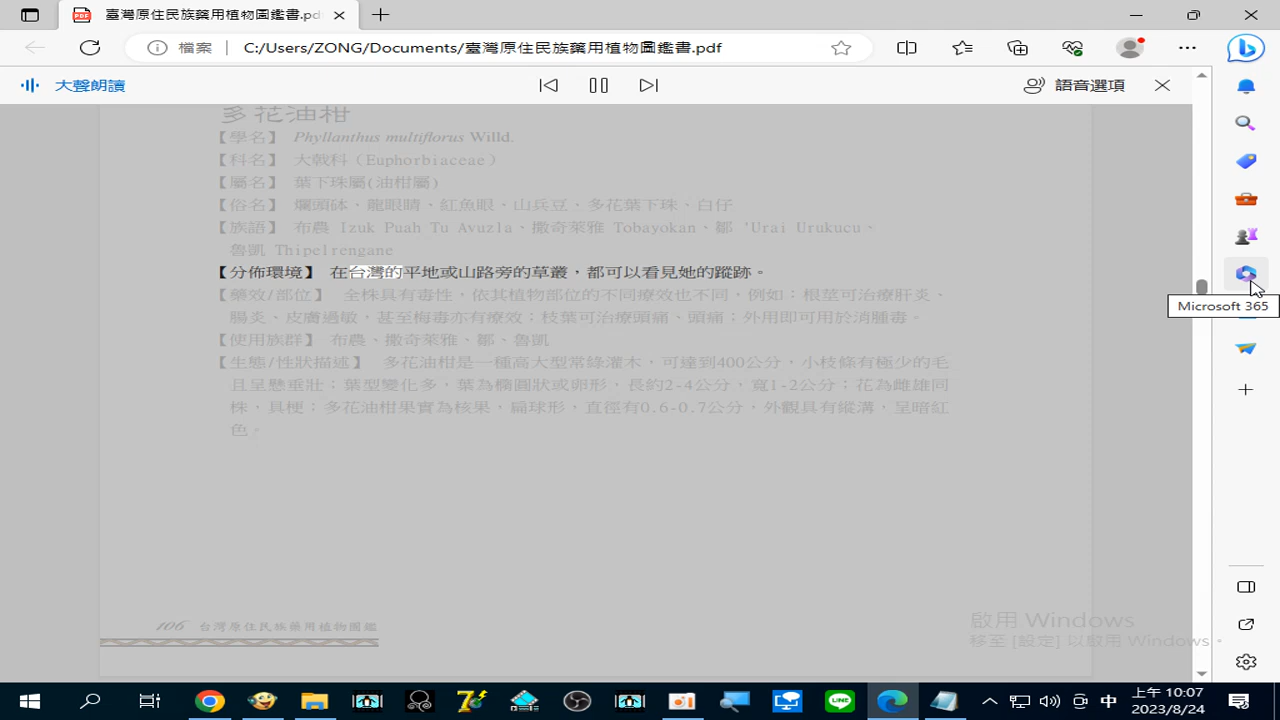 臺灣原住民族藥用植物圖鑑書.pd
檔案 C:/Users/ZONG/Documents/臺灣原住民族藥用植物圖鑑書.pdf
大聲朗讀 語音選項
多花油柑
【學名】 Phyllanthus multiflorus Willd.
【科名】 大戟科（Euphorbiaceae）
【屬名】 葉下珠屬(油柑屬)
【俗名】 爛頭砵、龍眼睛、紅魚眼、山兵豆、多花葉下珠、白仔
【族語】 布農 Izuk Puah Tu Avuzla、撒奇萊雅 Tobayokan、鄒 'Urai Urukucu、
魯凱 Thipelrengane
【分佈環境】 在台灣的平地或山路旁的草叢，都可以看見她的蹤跡。
【藥效/部位】 全株具有毒性，依其植物部位的不同療效也不同，例如：根莖可治療肝炎、
腸炎、皮膚過敏，甚至梅毒亦有療效；枝葉可治療頭痛、頭痛；外用即可用於消腫毒。
【使用族群】 布農、撒奇萊雅、鄒、魯凱
【生態/性狀描述】 多花油柑是一種高大型常綠灌木，可達到400公分，小枝條有極少的毛
且呈懸垂壯；葉型變化多，葉為橢圓狀或卵形，長約2-4公分，寬1-2公分；花為雌雄同
株，具梗；多花油柑果實為核果，扁球形，直徑有0.6-0.7公分，外觀具有縱溝，呈暗紅
色。
Microsoft 365
106 台灣原住民族藥用植物圖鑑
啟用 Windows
移至 [設定] 以啟用 Windows。
中
上午 10:07
2023/8/24